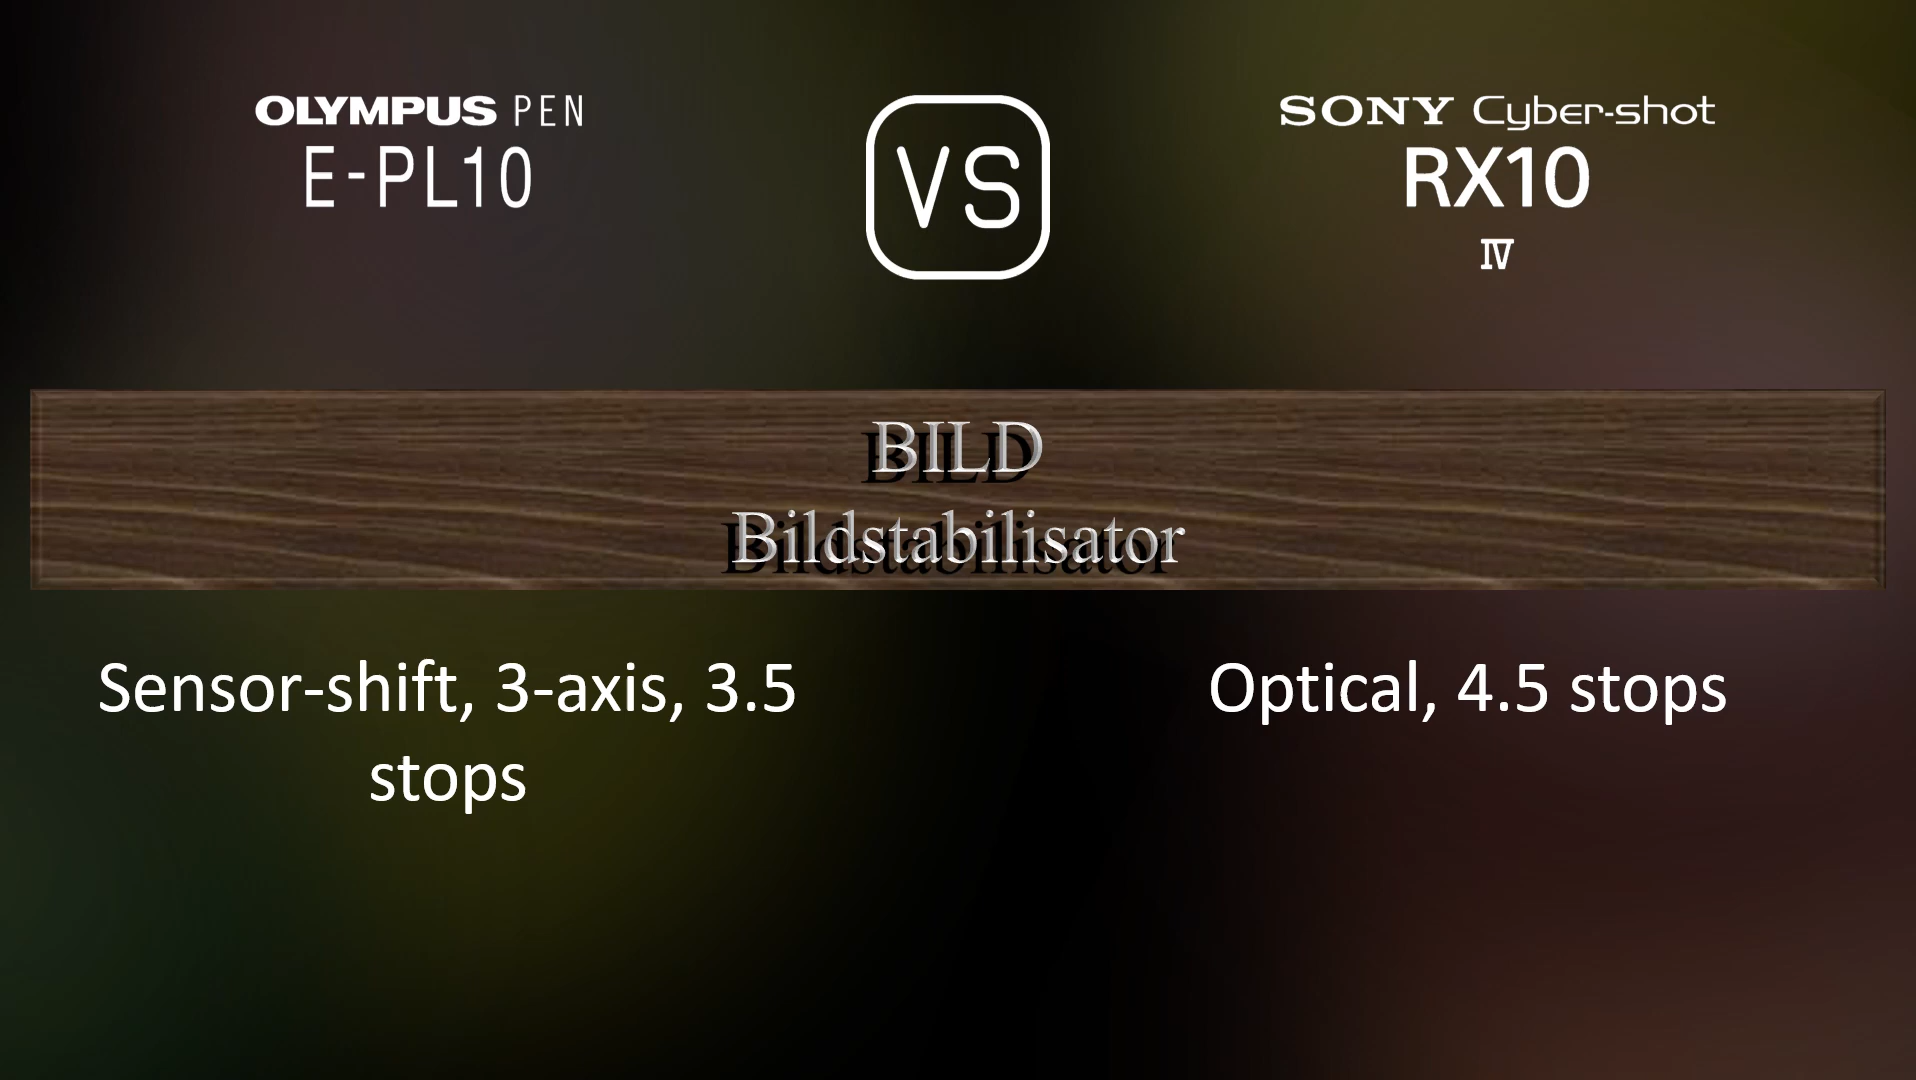 OLYMPUS PEN
E-PL10
VS
SONY Cyber-shot
RX10
IV
BILD
Bildstabilisator
Sensor-shift, 3-axis, 3.5
stops
Optical, 4.5 stops